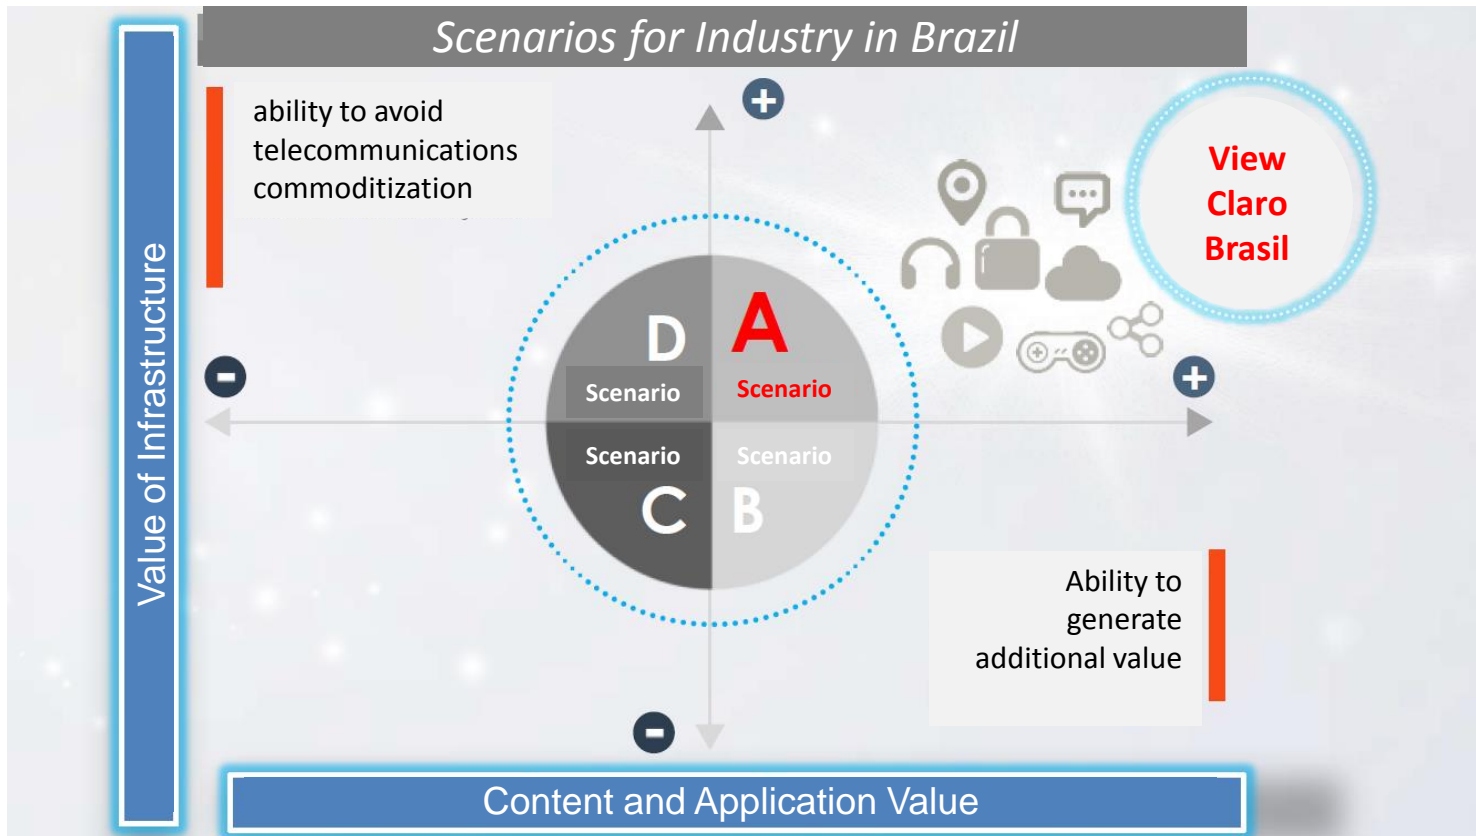 Scenarios for Industry in Brazil
ability to avoid
telecommunications
commoditization
+
View
Claro
Brasil
Value of Infrastructure
D
A
-
+
Scenario
Scenario
Scenario
Scenario
C
B
Ability to
generate
additional value
-
Content and Application Value